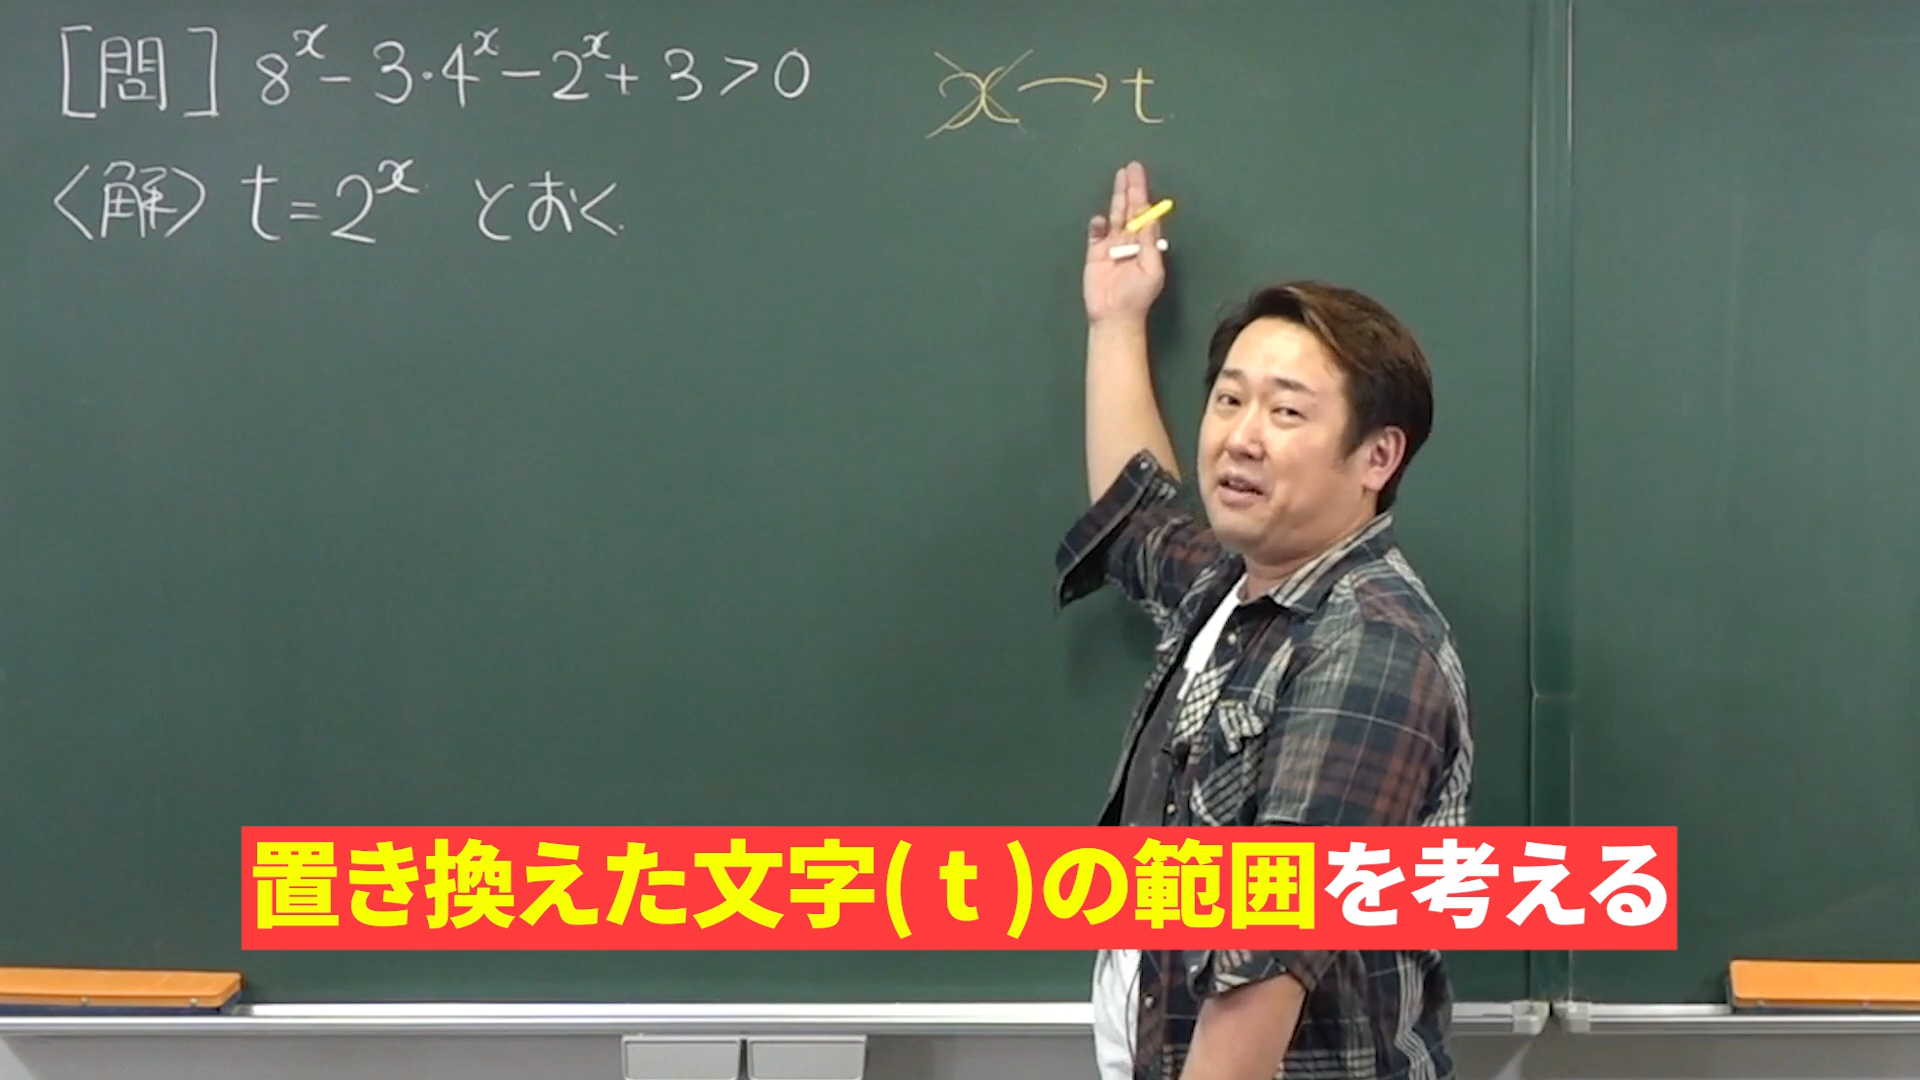 [問] 8^x - 3・4^x - 2^x + 3 > 0
x → t
〈解〉 t = 2^x とおく.
置き換えた文字( t )の範囲を考える